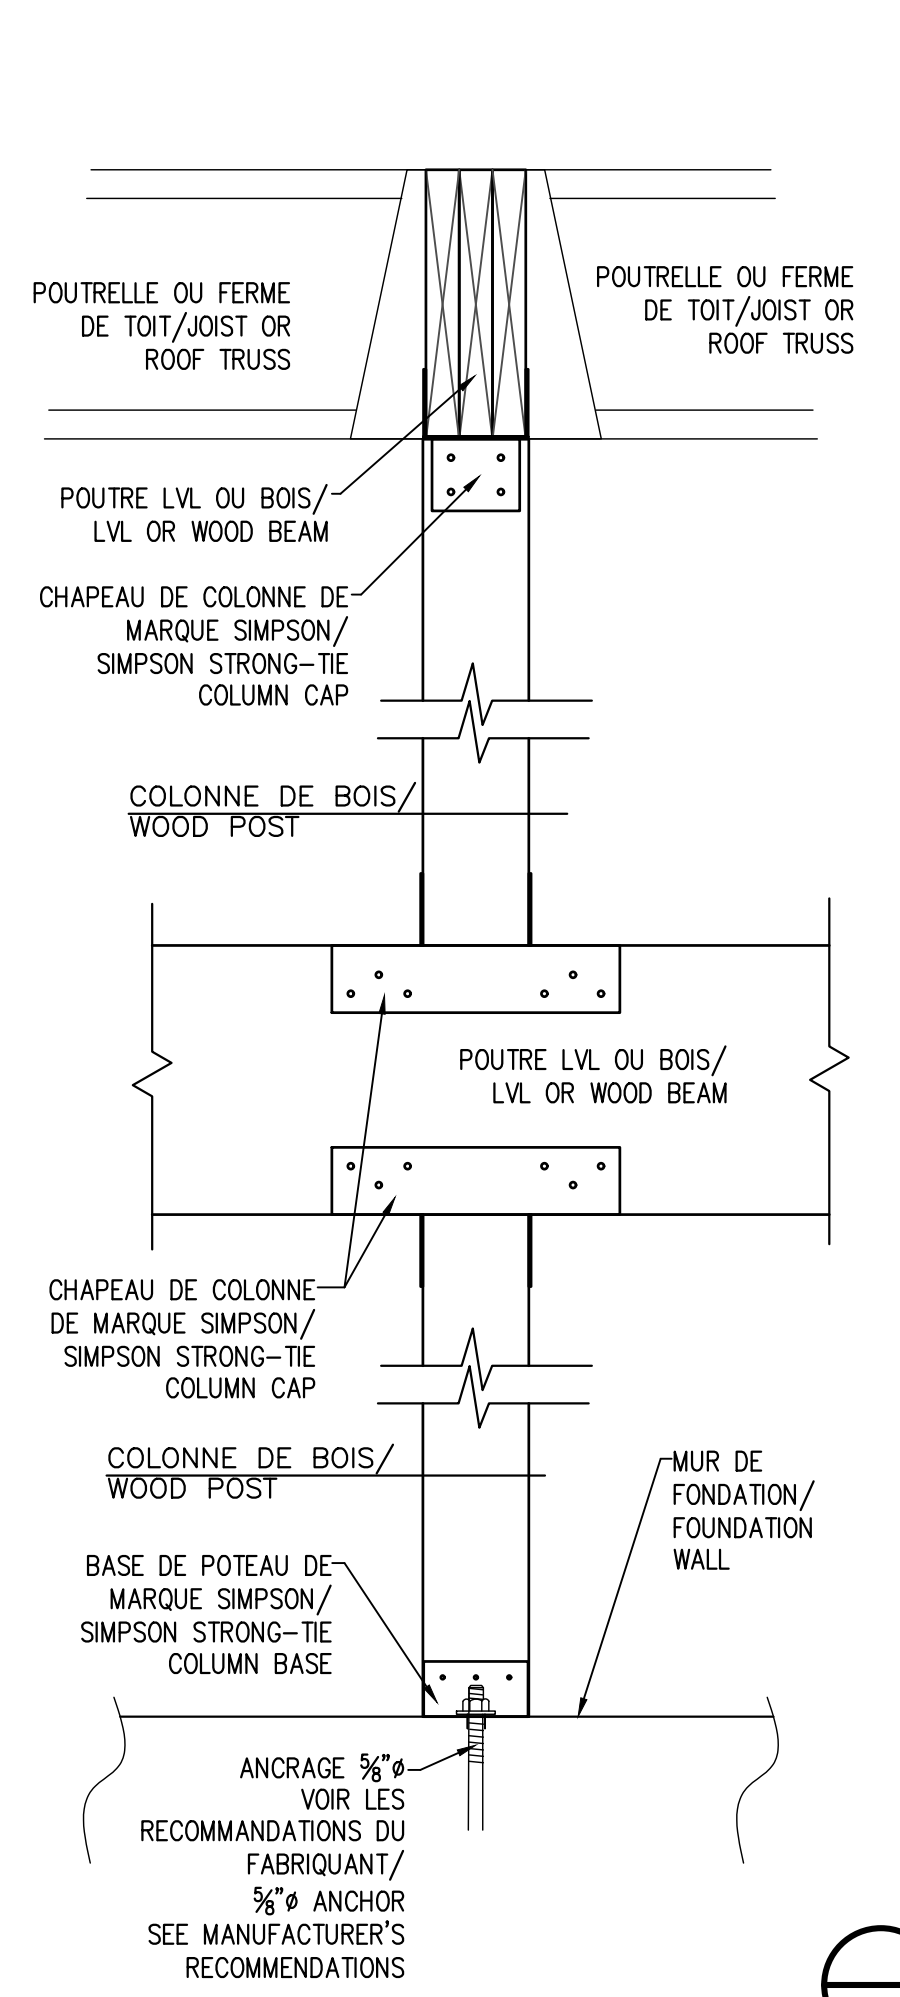 POUTRELLE OU FERME
DE TOIT/JOIST OR
ROOF TRUSS
POUTRELLE OU FERME
DE TOIT/JOIST OR
ROOF TRUSS
POUTRE LVL OU BOIS/
LVL OR WOOD BEAM
CHAPEAU DE COLONNE DE
MARQUE SIMPSON/
SIMPSON STRONG-TIE
COLUMN CAP
COLONNE DE BOIS/
WOOD POST
POUTRE LVL OU BOIS/
LVL OR WOOD BEAM
CHAPEAU DE COLONNE
DE MARQUE SIMPSON/
SIMPSON STRONG-TIE
COLUMN CAP
COLONNE DE BOIS/
WOOD POST
MUR DE
FONDATION/
FOUNDATION
WALL
BASE DE POTEAU DE
MARQUE SIMPSON/
SIMPSON STRONG-TIE
COLUMN BASE
ANCRAGE ⅝"ø
VOIR LES
RECOMMANDATIONS DU
FABRIQUANT/
⅝"ø ANCHOR
SEE MANUFACTURER'S
RECOMMENDATIONS